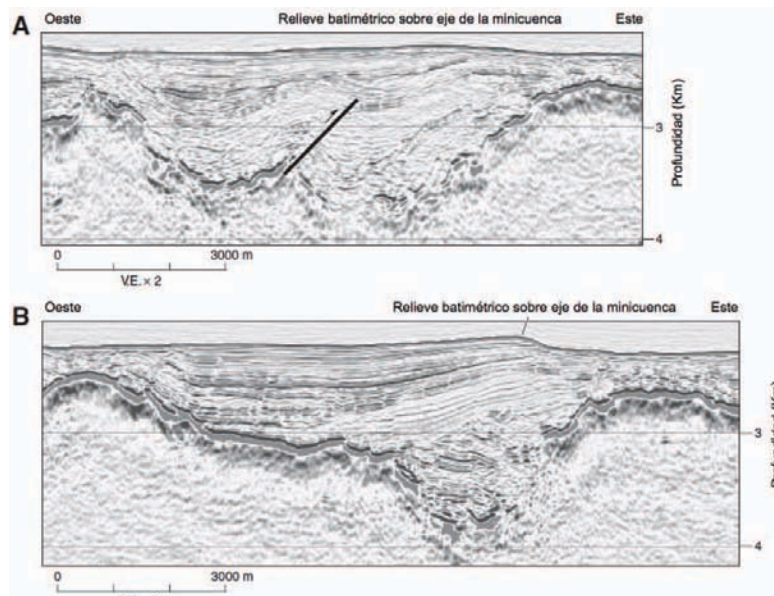 A
Oeste
Relieve batimétrico sobre eje de la minicuenca
Este
3
Profundidad (Km)
4
0
3000 m
V.E. × 2
B
Oeste
Relieve batimétrico sobre eje de la minicuenca
Este
3
4
0
3000 m